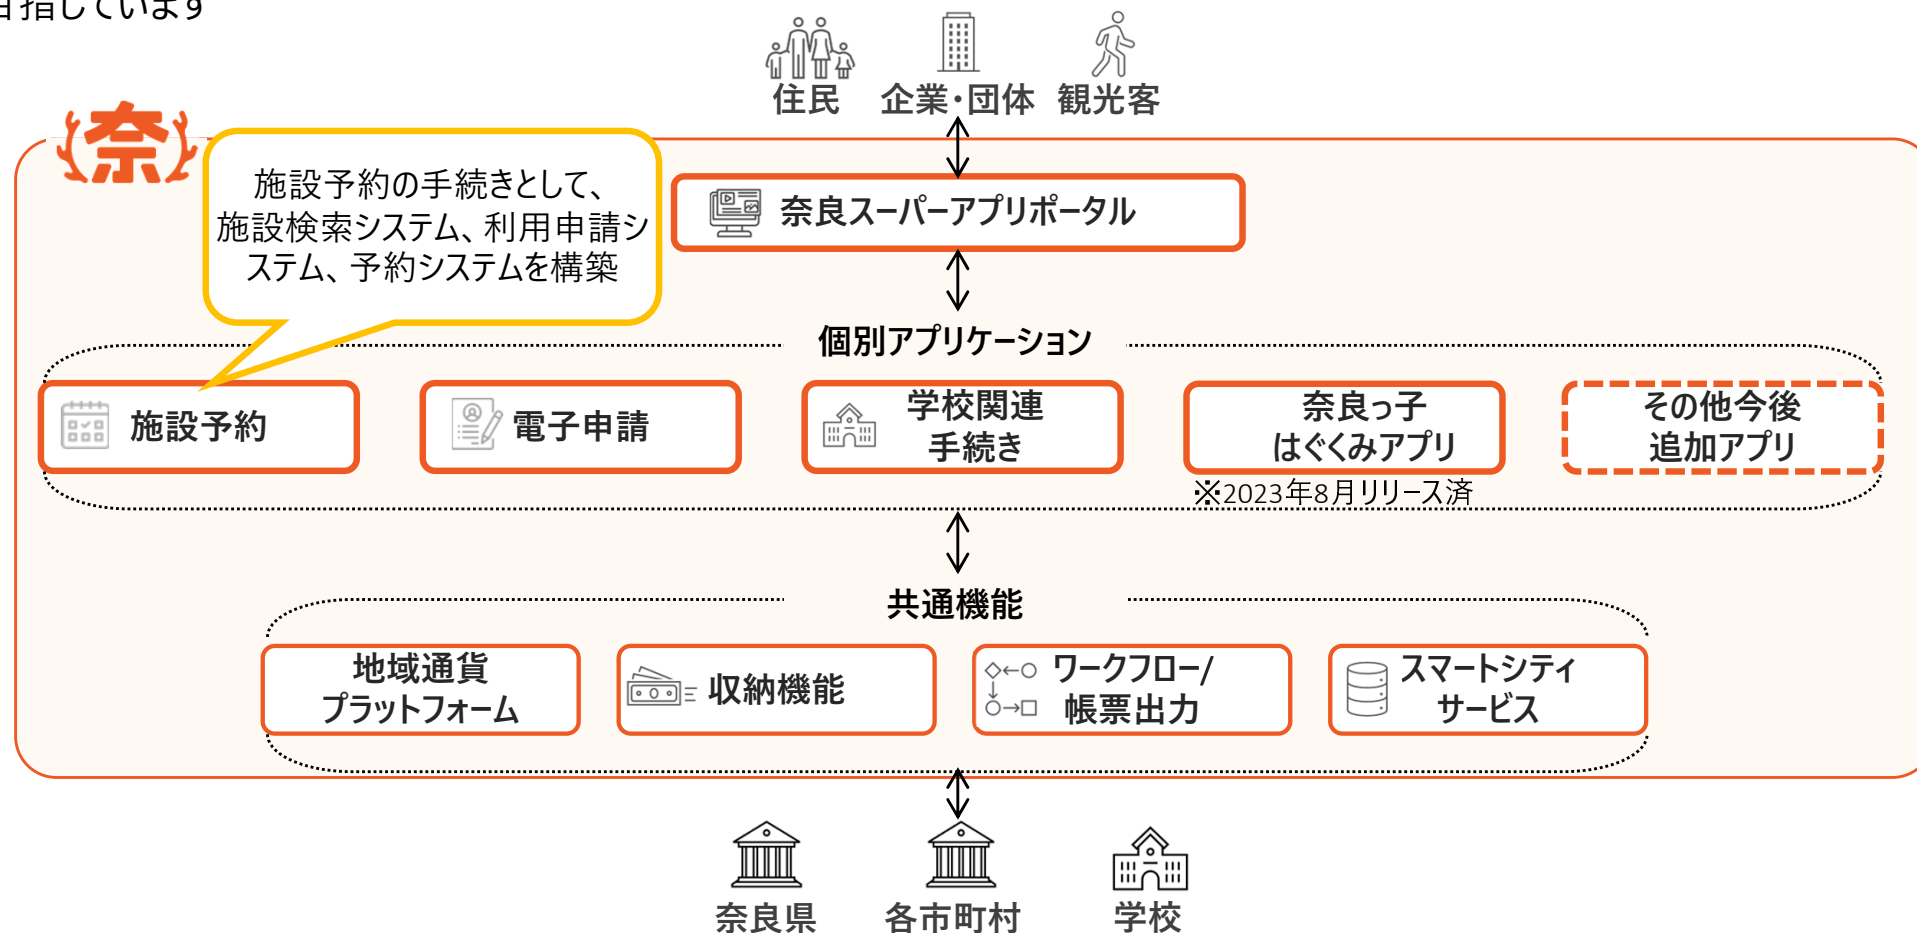 目指しています
住民
企業・団体
観光客
奈
施設予約の手続きとして、
施設検索システム、利用申請シ
ステム、予約システムを構築
奈良スーパーアプリポータル
個別アプリケーション
施設予約
電子申請
学校関連
手続き
奈良っ子
はぐくみアプリ
その他今後
追加アプリ
※2023年8月リリース済
共通機能
地域通貨
プラットフォーム
収納機能
ワークフロー/
帳票出力
スマートシティ
サービス
奈良県
各市町村
学校